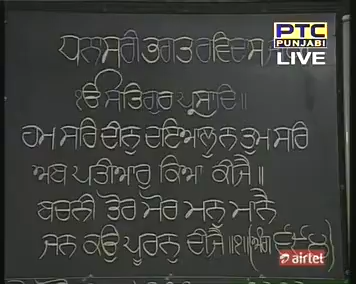 ਧਨਾਸਰੀ ਭਗਤ ਰਵਿਦਾਸ
PTC
PUNJABI
LIVE
ੴ ਸਤਿਗੁਰ ਪ੍ਰਸਾਦਿ ॥
ਹਮ ਸਰਿ ਦੀਨੁ ਦਇਆਲੁ ਨ ਤੁਮ ਸਰਿ
ਅਬ ਪਤੀਆਰੁ ਕਿਆ ਕੀਜੈ ॥
ਬਚਨੀ ਤੋਰ ਮੋਰ ਮਨੁ ਮਾਨੈ
ਜਨ ਕਉ ਪੂਰਨੁ ਦੀਜੈ ॥੧॥ (ਅੰਗ ੬੯੪)
airtel